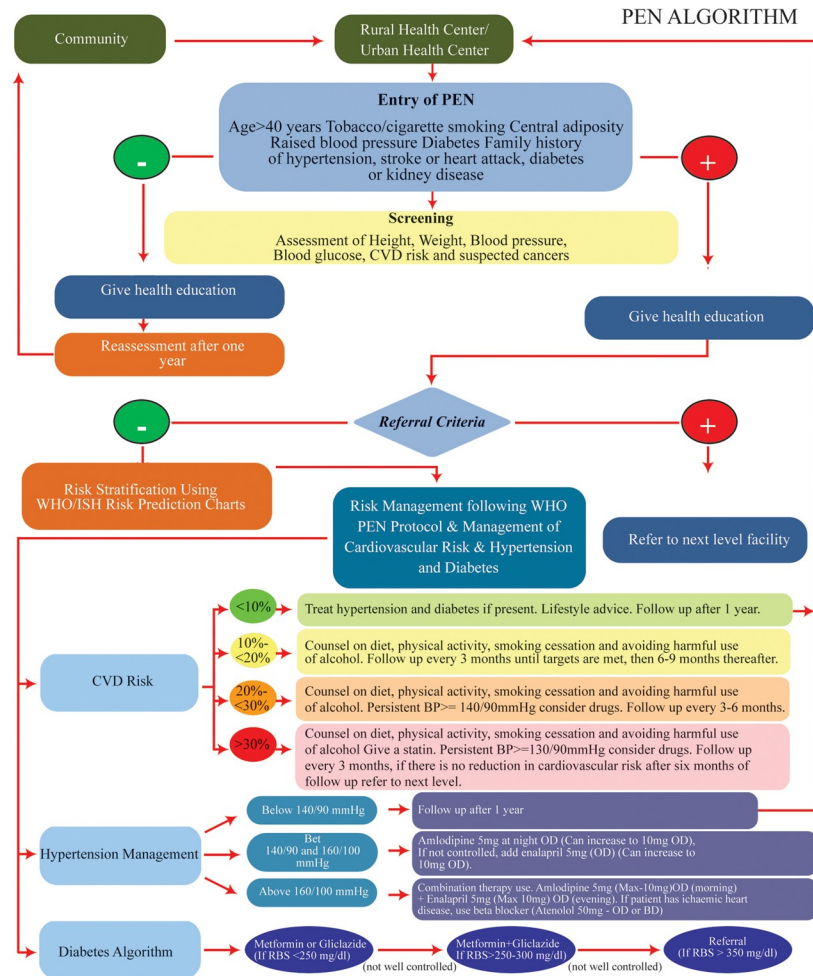 PEN ALGORITHM
Community
Rural Health Center/
Urban Health Center
Entry of PEN
Age>40 years Tobacco/cigarette smoking Central adiposity
Raised blood pressure Diabetes Family history
of hypertension, stroke or heart attack, diabetes
or kidney disease
-
+
Screening
Assessment of Height, Weight, Blood pressure,
Blood glucose, CVD risk and suspected cancers
Give health education
Give health education
Reassessment after one
year
-
Referral Criteria
+
Risk Stratification Using
WHO/ISH Risk Prediction Charts
Risk Management following WHO
PEN Protocol & Management of
Cardiovascular Risk & Hypertension
and Diabetes
Refer to next level facility
CVD Risk
<10%
Treat hypertension and diabetes if present. Lifestyle advice. Follow up after 1 year.
10%-
<20%
Counsel on diet, physical activity, smoking cessation and avoiding harmful use
of alcohol. Follow up every 3 months until targets are met, then 6-9 months thereafter.
20%-
<30%
Counsel on diet, physical activity, smoking cessation and avoiding harmful use
of alcohol. Persistent BP>= 140/90mmHg consider drugs. Follow up every 3-6 months.
>30%
Counsel on diet, physical activity, smoking cessation and avoiding harmful use
of alcohol Give a statin. Persistent BP>=130/90mmHg consider drugs. Follow up
every 3 months, if there is no reduction in cardiovascular risk after six months of
follow up refer to next level.
Hypertension Management
Below 140/90 mmHg
Follow up after 1 year
Bet
140/90 and 160/100
mmHg
Amlodipine 5mg at night OD (Can increase to 10mg OD),
If not controlled, add enalapril 5mg (OD) (Can increase to
10mg OD).
Above 160/100 mmHg
Combination therapy use. Amlodipine 5mg (Max-10mg)OD (morning)
+ Enalapril 5mg (Max 10mg) OD (evening). If patient has ichaemic heart
disease, use beta blocker (Atenolol 50mg - OD or BD)
Diabetes Algorithm
Metformin or Gliclazide
(If RBS <250 mg/dl)
(not well controlled)
Metformin+Gliclazide
If RBS>250-300 mg/dl)
(not well controlled)
Referral
(If RBS > 350 mg/dl)